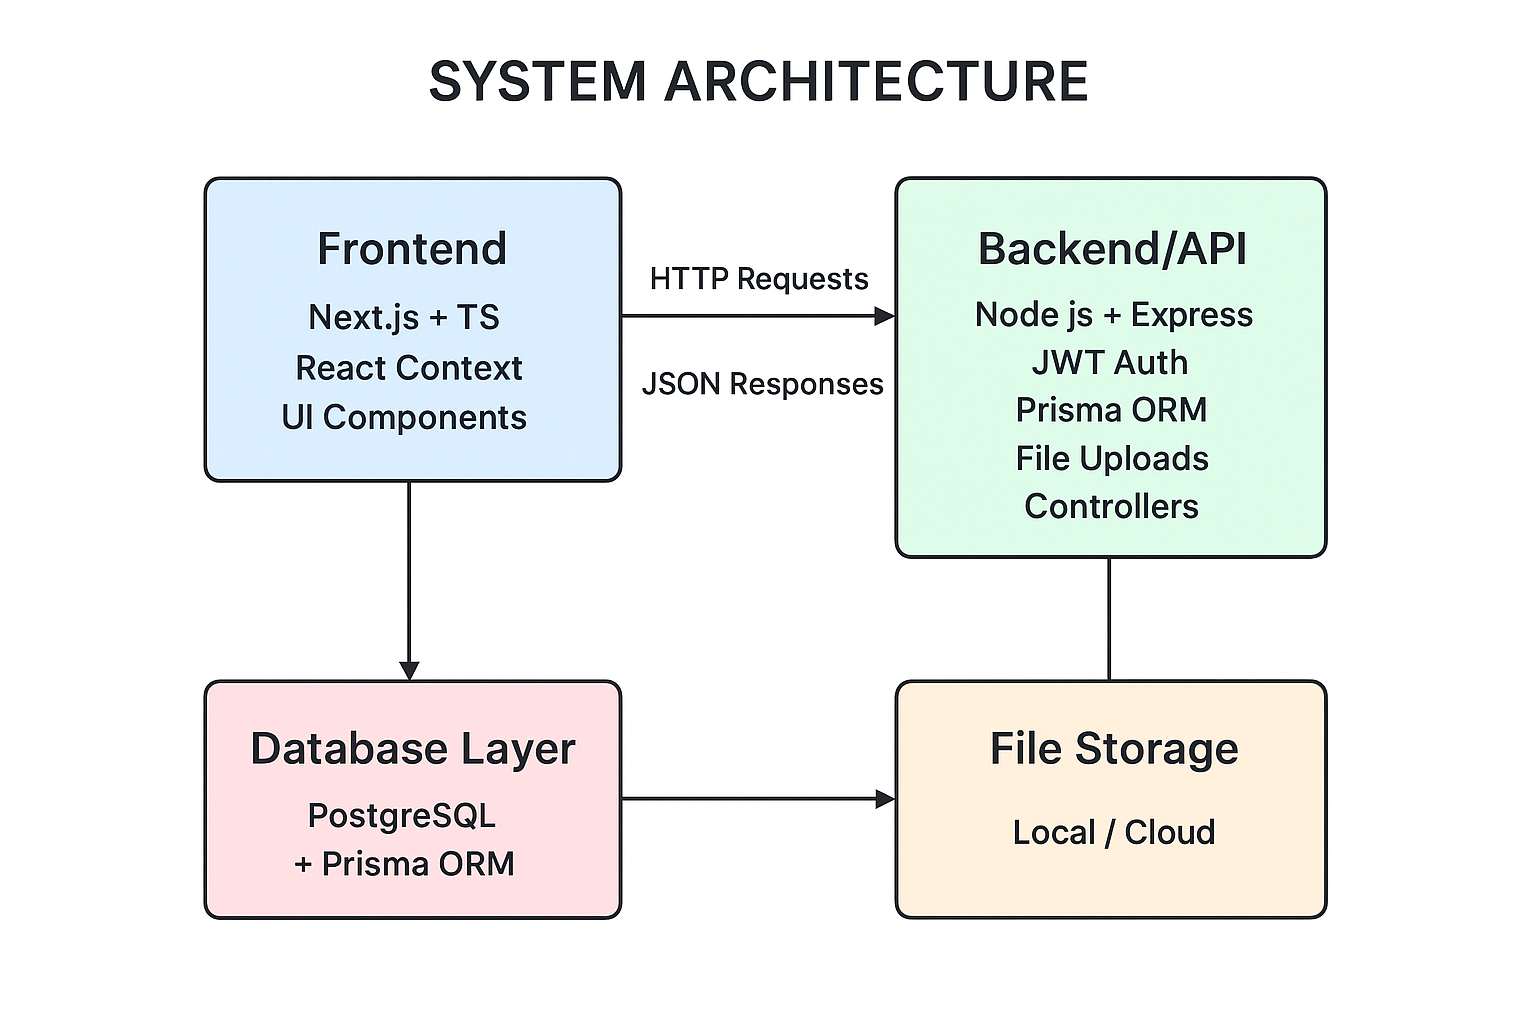 SYSTEM ARCHITECTURE
Frontend
Next.js + TS
React Context
UI Components
HTTP Requests
JSON Responses
Backend/API
Node js + Express
JWT Auth
Prisma ORM
File Uploads
Controllers
Database Layer
PostgreSQL
+ Prisma ORM
File Storage
Local / Cloud